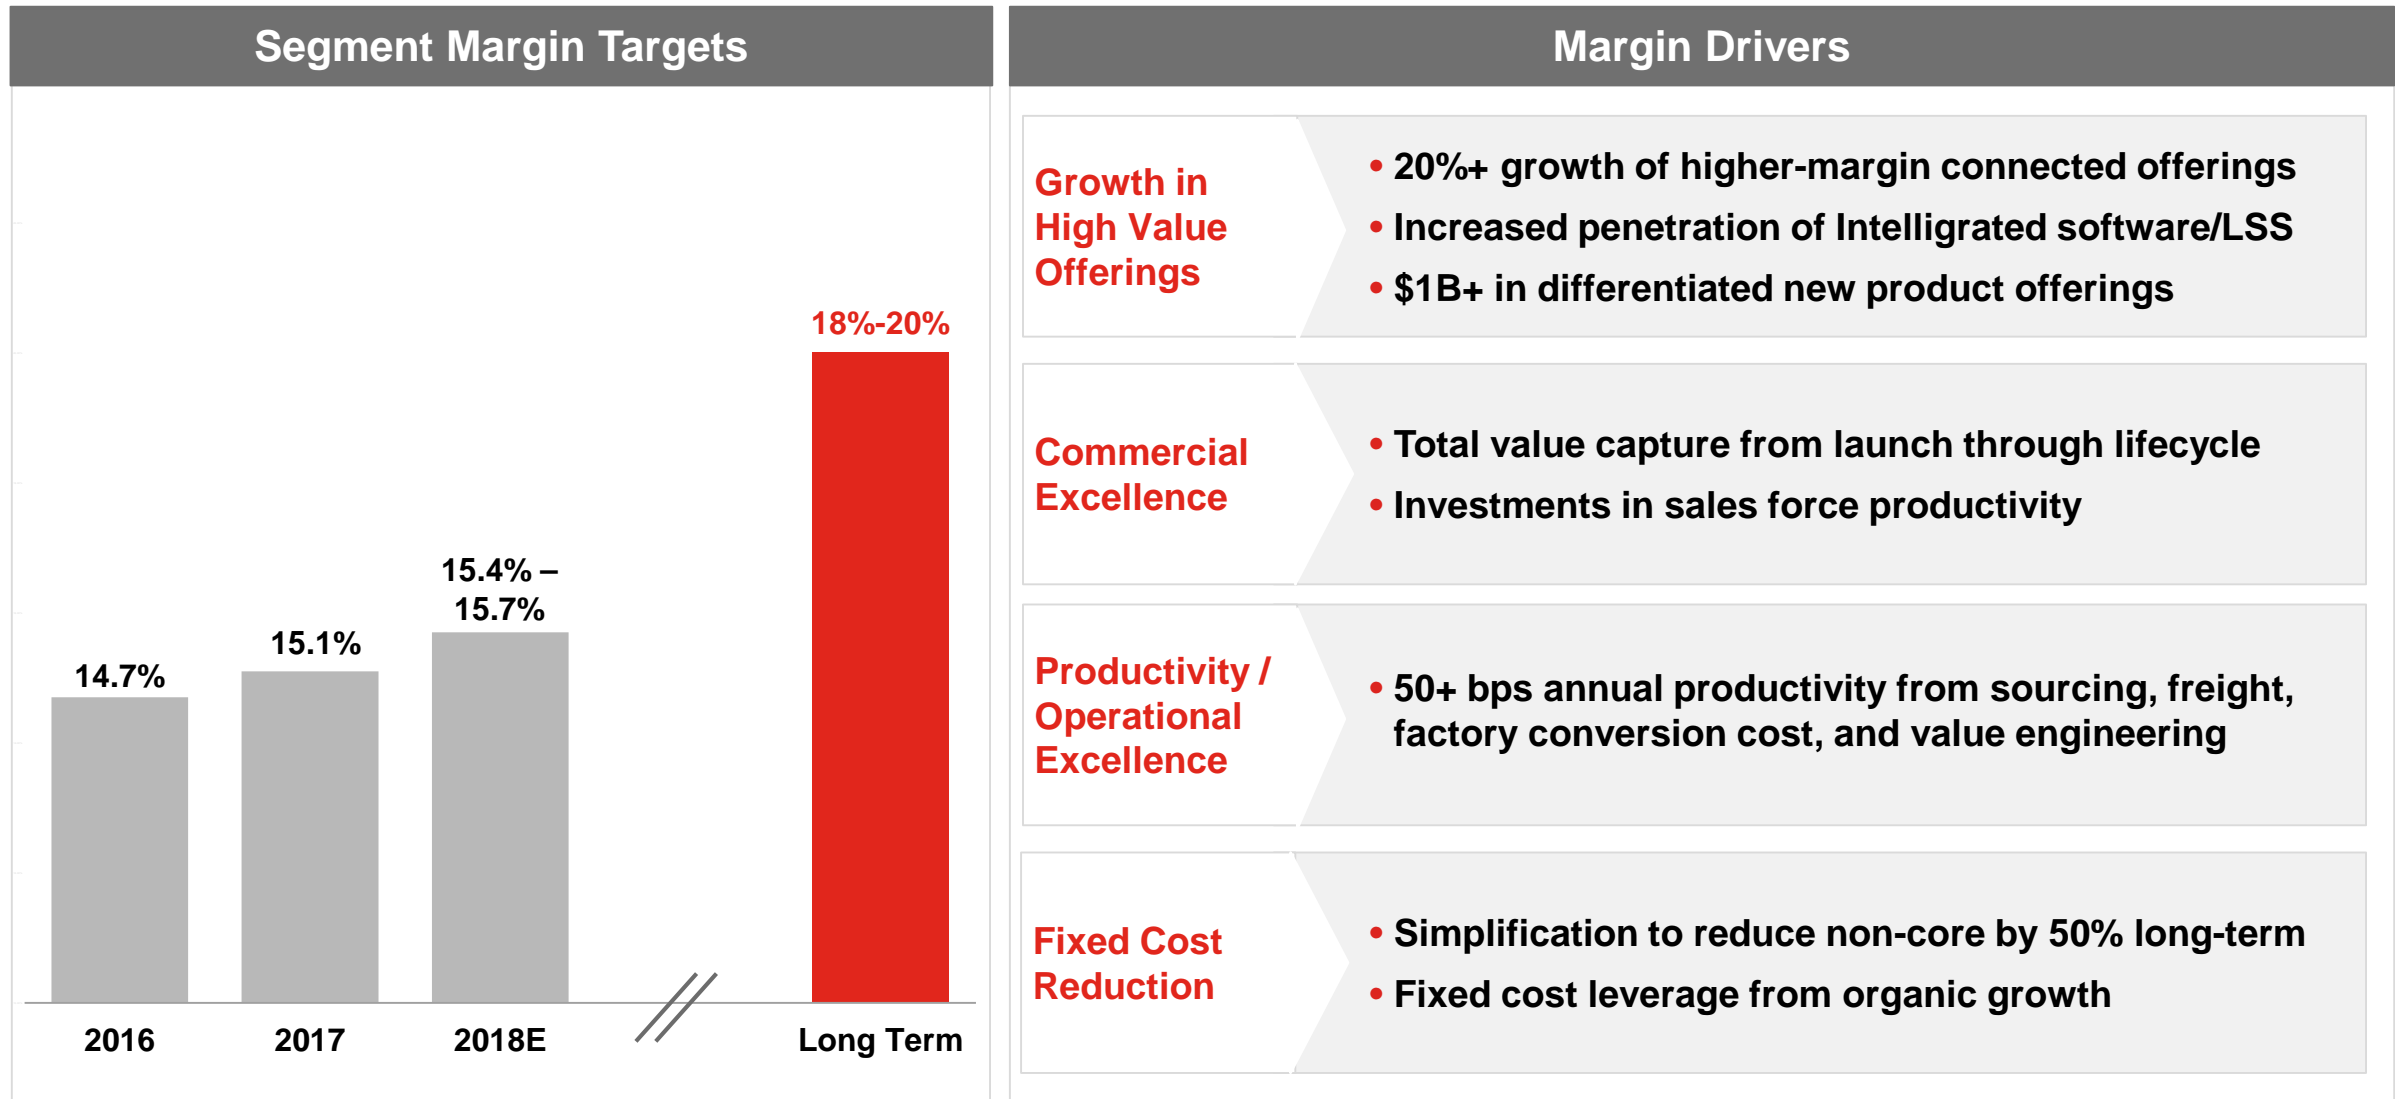 Segment Margin Targets
18%-20%
15.4% –
15.7%
15.1%
14.7%
2016
2017
2018E
Long Term
Margin Drivers
Growth in
High Value
Offerings
• 20%+ growth of higher-margin connected offerings
• Increased penetration of Intelligrated software/LSS
• $1B+ in differentiated new product offerings
Commercial
Excellence
• Total value capture from launch through lifecycle
• Investments in sales force productivity
Productivity /
Operational
Excellence
• 50+ bps annual productivity from sourcing, freight,
factory conversion cost, and value engineering
Fixed Cost
Reduction
• Simplification to reduce non-core by 50% long-term
• Fixed cost leverage from organic growth